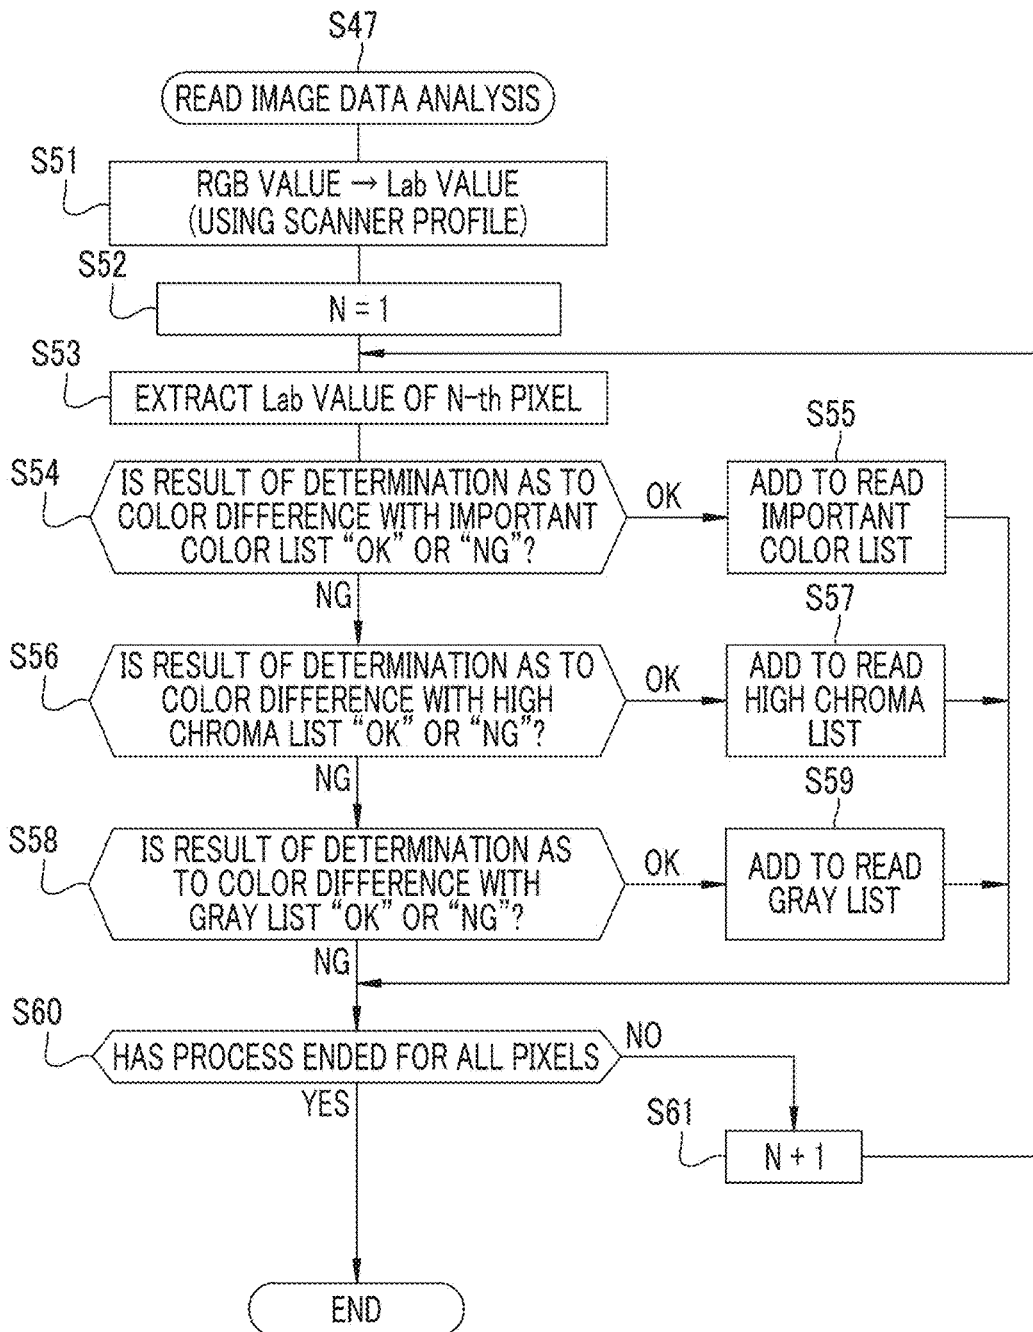 S47
READ IMAGE DATA ANALYSIS
S51
RGB VALUE → Lab VALUE
(USING SCANNER PROFILE)
S52
N = 1
S53
EXTRACT Lab VALUE OF N-th PIXEL
S54
IS RESULT OF DETERMINATION AS TO
COLOR DIFFERENCE WITH IMPORTANT
COLOR LIST “OK” OR “NG”?
OK
S55
ADD TO READ
IMPORTANT
COLOR LIST
NG
S56
IS RESULT OF DETERMINATION AS TO
COLOR DIFFERENCE WITH HIGH
CHROMA LIST “OK” OR “NG”?
OK
S57
ADD TO READ
HIGH CHROMA
LIST
NG
S58
IS RESULT OF DETERMINATION AS
TO COLOR DIFFERENCE WITH
GRAY LIST “OK” OR “NG”?
OK
S59
ADD TO READ
GRAY LIST
NG
S60
HAS PROCESS ENDED FOR ALL PIXELS
NO
YES
S61
N + 1
END